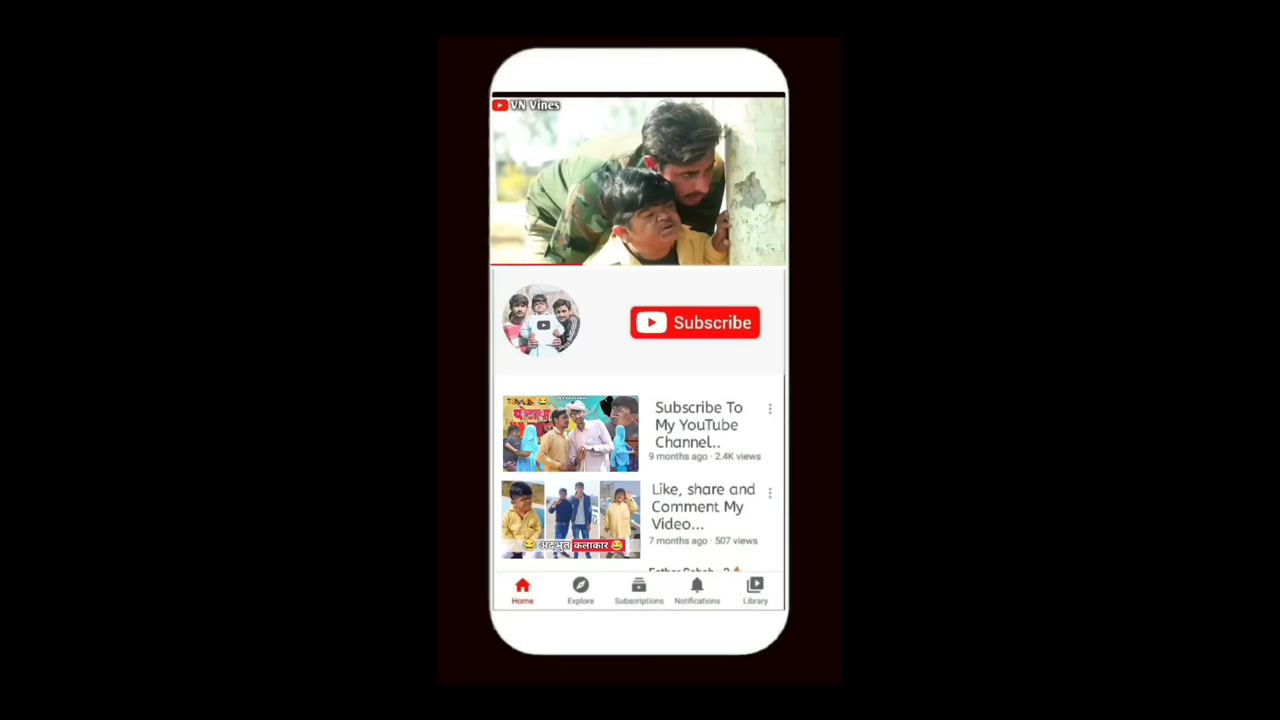 VN Vines
Subscribe
Subscribe To
My YouTube
Channel..
9 months ago · 2.4K views
Like, share and
Comment My
Video...
7 months ago · 507 views
😂 अदभुत कलाकार 😂
Home
Explore
Subscriptions
Notifications
Library